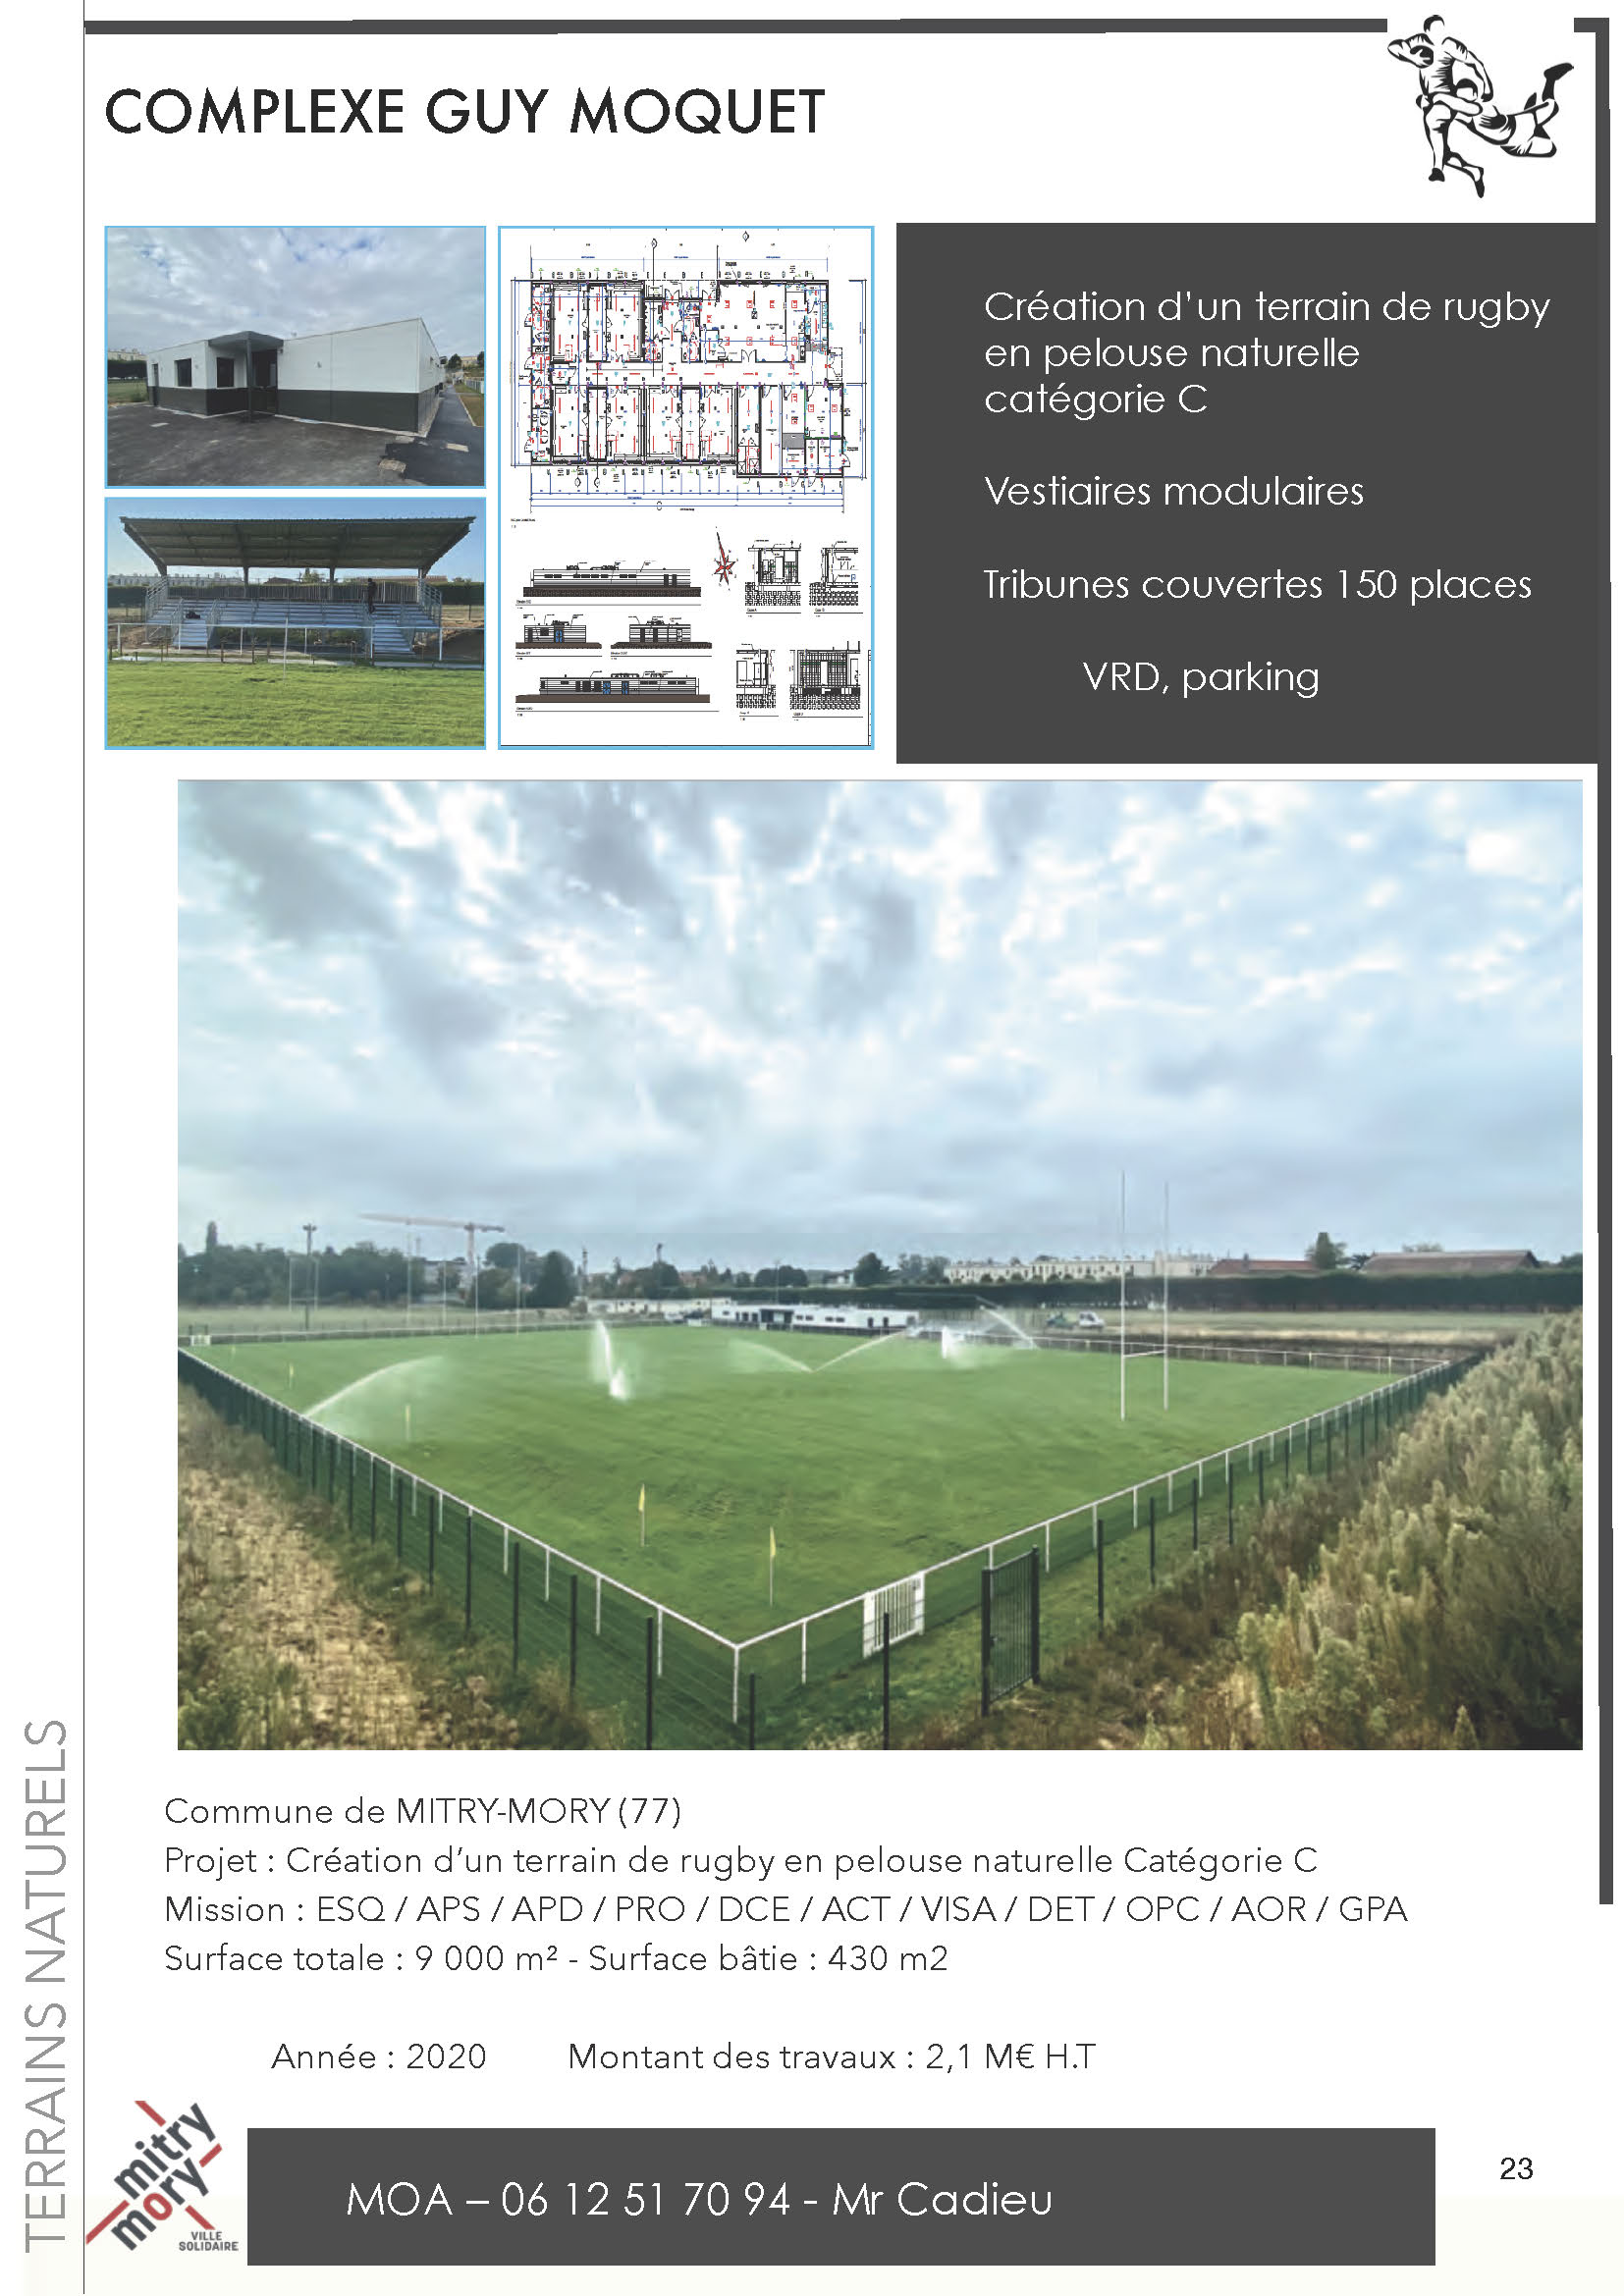 COMPLEXE GUY MOQUET
Création d'un terrain de rugby
en pelouse naturelle
catégorie C
Vestiaires modulaires
Tribunes couvertes 150 places
VRD, parking
Commune de MITRY-MORY (77)
Projet : Création d'un terrain de rugby en pelouse naturelle Catégorie C
Mission : ESQ / APS / APD / PRO / DCE / ACT / VISA / DET / OPC / AOR / GPA
Surface totale : 9 000 m² - Surface bâtie : 430 m2
Année : 2020 Montant des travaux : 2,1 M€ H.T
TERRAINS NATURELS
mitry
mory
VILLE
SOLIDAIRE
MOA – 06 12 51 70 94 - Mr Cadieu
23